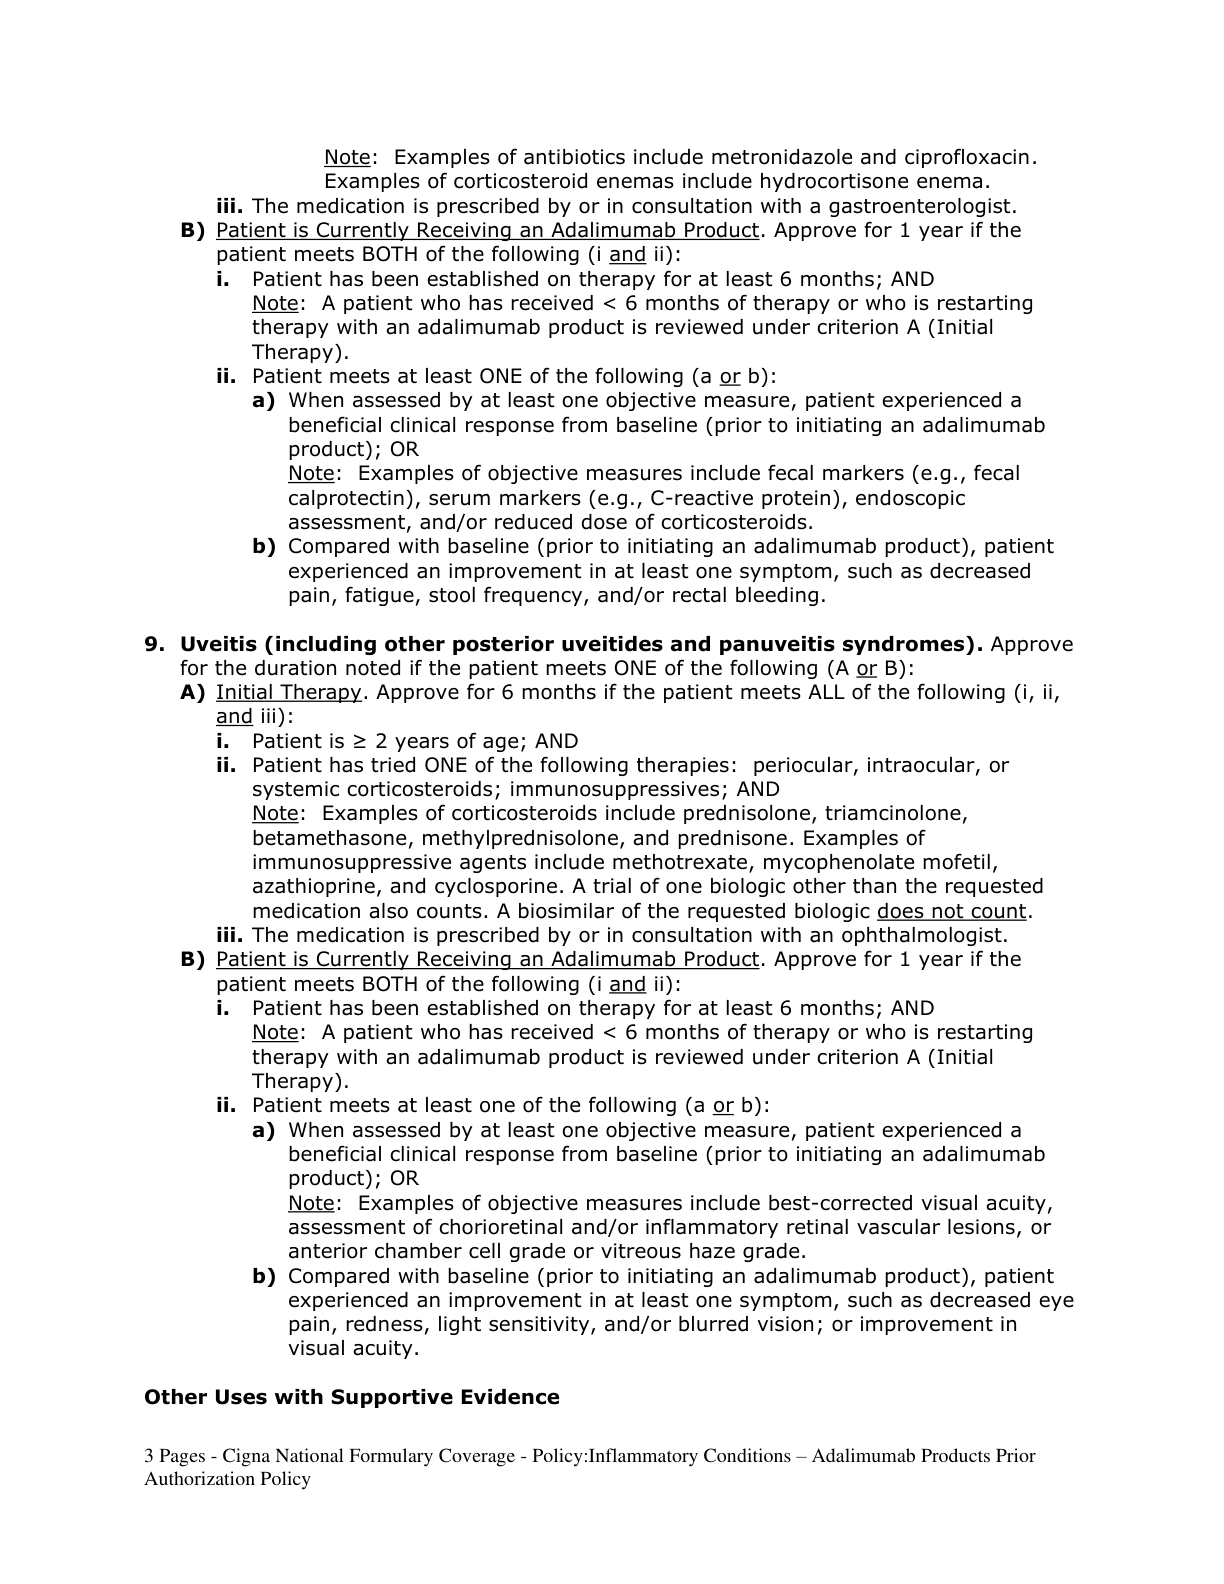 Note:  Examples of antibiotics include metronidazole and ciprofloxacin.
Examples of corticosteroid enemas include hydrocortisone enema.
iii. The medication is prescribed by or in consultation with a gastroenterologist.
B) Patient is Currently Receiving an Adalimumab Product. Approve for 1 year if the
patient meets BOTH of the following (i and ii):
i. Patient has been established on therapy for at least 6 months; AND
Note:  A patient who has received < 6 months of therapy or who is restarting
therapy with an adalimumab product is reviewed under criterion A (Initial
Therapy).
ii. Patient meets at least ONE of the following (a or b):
a) When assessed by at least one objective measure, patient experienced a
beneficial clinical response from baseline (prior to initiating an adalimumab
product); OR
Note:  Examples of objective measures include fecal markers (e.g., fecal
calprotectin), serum markers (e.g., C-reactive protein), endoscopic
assessment, and/or reduced dose of corticosteroids.
b) Compared with baseline (prior to initiating an adalimumab product), patient
experienced an improvement in at least one symptom, such as decreased
pain, fatigue, stool frequency, and/or rectal bleeding.
9. Uveitis (including other posterior uveitides and panuveitis syndromes). Approve
for the duration noted if the patient meets ONE of the following (A or B):
A) Initial Therapy. Approve for 6 months if the patient meets ALL of the following (i, ii,
and iii):
i. Patient is ≥ 2 years of age; AND
ii. Patient has tried ONE of the following therapies:  periocular, intraocular, or
systemic corticosteroids; immunosuppressives; AND
Note:  Examples of corticosteroids include prednisolone, triamcinolone,
betamethasone, methylprednisolone, and prednisone. Examples of
immunosuppressive agents include methotrexate, mycophenolate mofetil,
azathioprine, and cyclosporine. A trial of one biologic other than the requested
medication also counts. A biosimilar of the requested biologic does not count.
iii. The medication is prescribed by or in consultation with an ophthalmologist.
B) Patient is Currently Receiving an Adalimumab Product. Approve for 1 year if the
patient meets BOTH of the following (i and ii):
i. Patient has been established on therapy for at least 6 months; AND
Note:  A patient who has received < 6 months of therapy or who is restarting
therapy with an adalimumab product is reviewed under criterion A (Initial
Therapy).
ii. Patient meets at least one of the following (a or b):
a) When assessed by at least one objective measure, patient experienced a
beneficial clinical response from baseline (prior to initiating an adalimumab
product); OR
Note:  Examples of objective measures include best-corrected visual acuity,
assessment of chorioretinal and/or inflammatory retinal vascular lesions, or
anterior chamber cell grade or vitreous haze grade.
b) Compared with baseline (prior to initiating an adalimumab product), patient
experienced an improvement in at least one symptom, such as decreased eye
pain, redness, light sensitivity, and/or blurred vision; or improvement in
visual acuity.
Other Uses with Supportive Evidence
3 Pages - Cigna National Formulary Coverage - Policy:Inflammatory Conditions – Adalimumab Products Prior
Authorization Policy